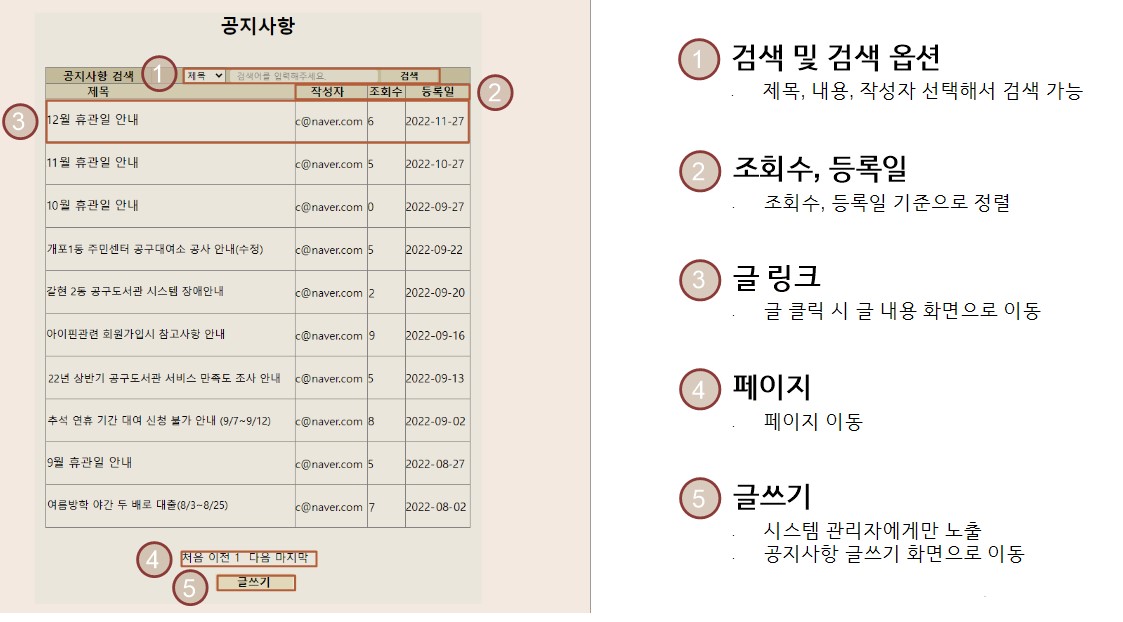 공지사항
공지사항 검색 1 제목 검색어를 입력해주세요. 검색
제목 작성자 조회수 등록일 2
3 12월 휴관일 안내 c@naver.com 6 2022-11-27
11월 휴관일 안내 c@naver.com 5 2022-10-27
10월 휴관일 안내 c@naver.com 0 2022-09-27
개포1동 주민센터 공구대여소 공사 안내(수정) c@naver.com 5 2022-09-22
갈현 2동 공구도서관 시스템 장애안내 c@naver.com 2 2022-09-20
아이핀관련 회원가입시 참고사항 안내 c@naver.com 9 2022-09-16
22년 상반기 공구도서관 서비스 만족도 조사 안내 c@naver.com 5 2022-09-13
추석 연휴 기간 대여 신청 불가 안내 (9/7~9/12) c@naver.com 8 2022-09-02
9월 휴관일 안내 c@naver.com 5 2022-08-27
여름방학 야간 두 배로 대출(8/3~8/25) c@naver.com 7 2022-08-02
4 처음 이전 1 다음 마지막
5 글쓰기
1 검색 및 검색 옵션
. 제목, 내용, 작성자 선택해서 검색 가능
2 조회수, 등록일
. 조회수, 등록일 기준으로 정렬
3 글 링크
. 글 클릭 시 글 내용 화면으로 이동
4 페이지
. 페이지 이동
5 글쓰기
. 시스템 관리자에게만 노출
. 공지사항 글쓰기 화면으로 이동